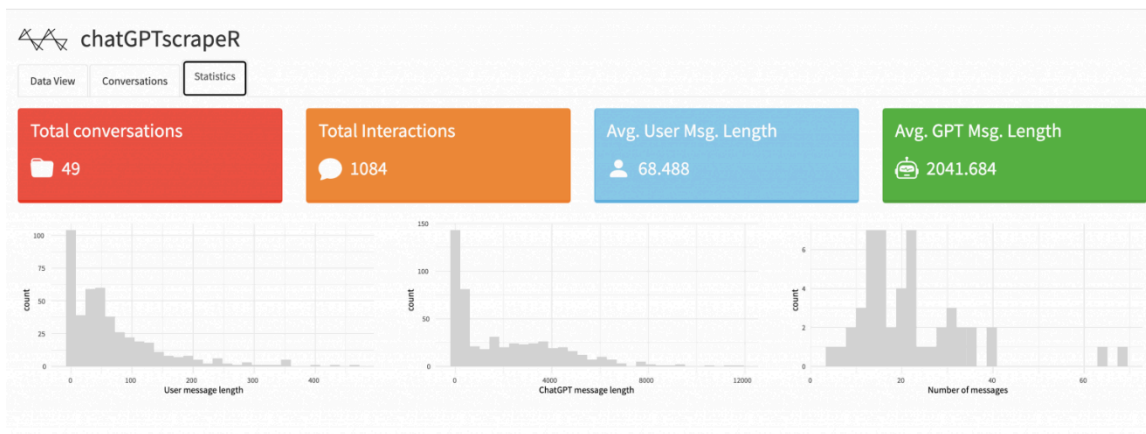 chatGPTscrapeR
Data View Conversations Statistics
Total conversations
49
Total Interactions
1084
Avg. User Msg. Length
68.488
Avg. GPT Msg. Length
2041.684
100
75
50
25
0
count
0 100 200 300 400
User message length
150
100
50
0
count
0 4000 8000 12000
ChatGPT message length
6
4
2
0
count
0 20 40 60
Number of messages